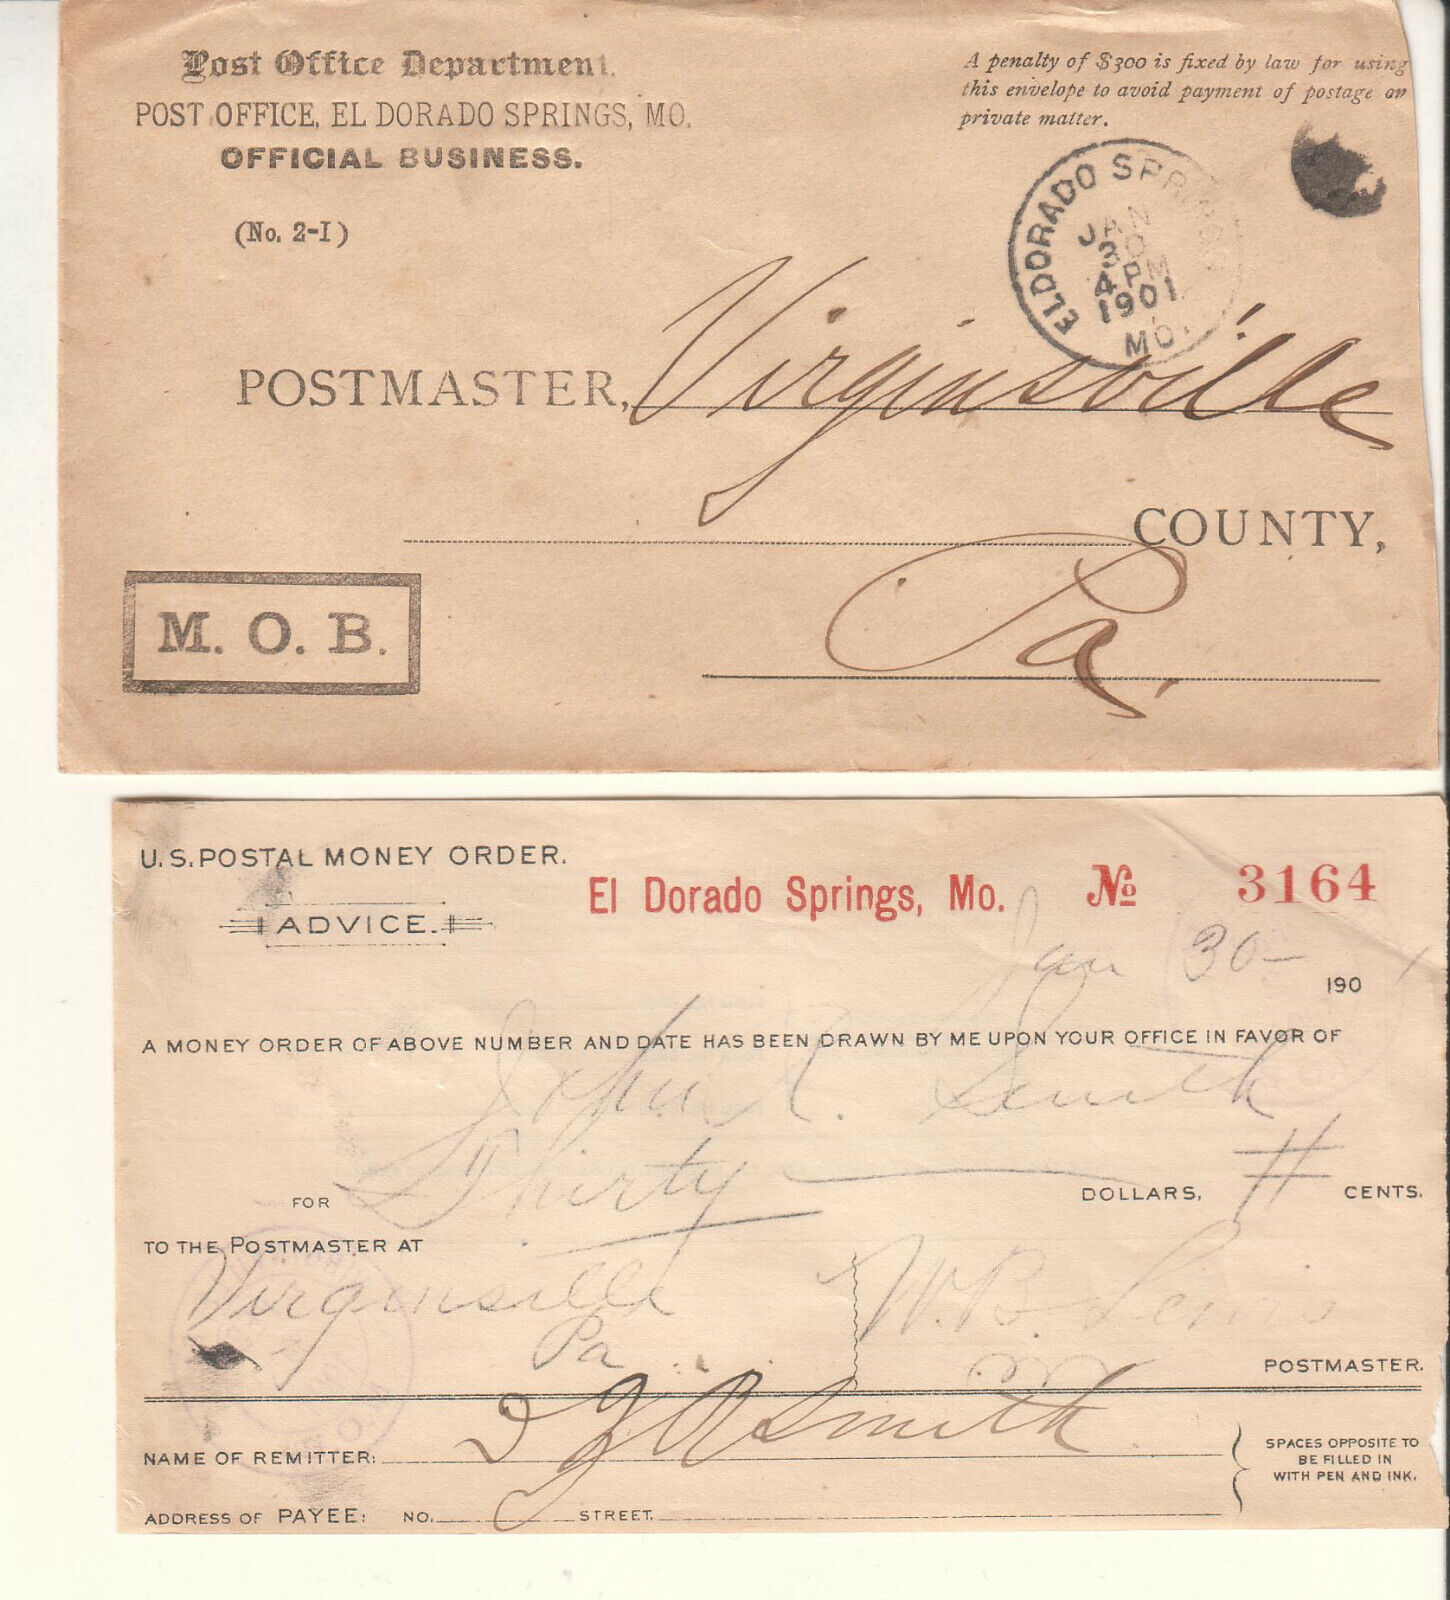 Post Office Department.
POST OFFICE, EL DORADO SPRINGS, MO.
OFFICIAL BUSINESS.
(No. 2-I)
A penalty of $300 is fixed by law for using
this envelope to avoid payment of postage on
private matter.
ELDORADO SPRINGS
JAN
30
4 PM
1901
MO.
POSTMASTER, Virginsville
COUNTY,
Pa.
M. O. B.
U.S. POSTAL MONEY ORDER.
ADVICE.
El Dorado Springs, Mo. No 3164
Jan 30- 1901
A MONEY ORDER OF ABOVE NUMBER AND DATE HAS BEEN DRAWN BY ME UPON YOUR OFFICE IN FAVOR OF
John R. Smith
FOR Thirty DOLLARS, CENTS.
TO THE POSTMASTER AT
Virginsville
Pa
W.B. Lewis
POSTMASTER.
NAME OF REMITTER: Smith
SPACES OPPOSITE TO
BE FILLED IN
WITH PEN AND INK.
ADDRESS OF PAYEE: NO. STREET.